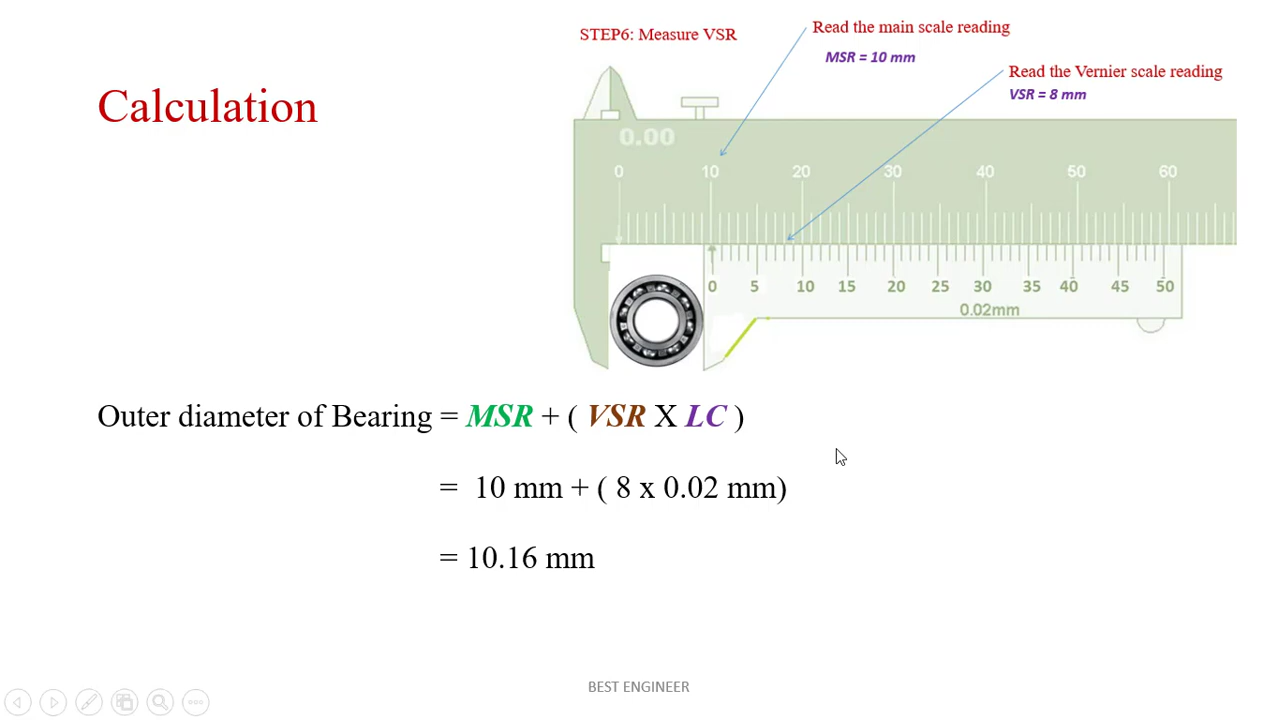 STEP6: Measure VSR
Read the main scale reading
MSR = 10 mm
Read the Vernier scale reading
VSR = 8 mm
Calculation
0.00
0 10 20 30 40 50 60
0 5 10 15 20 25 30 35 40 45 50
0.02mm
Outer diameter of Bearing = MSR + ( VSR X LC )
= 10 mm + ( 8 x 0.02 mm)
= 10.16 mm
BEST ENGINEER